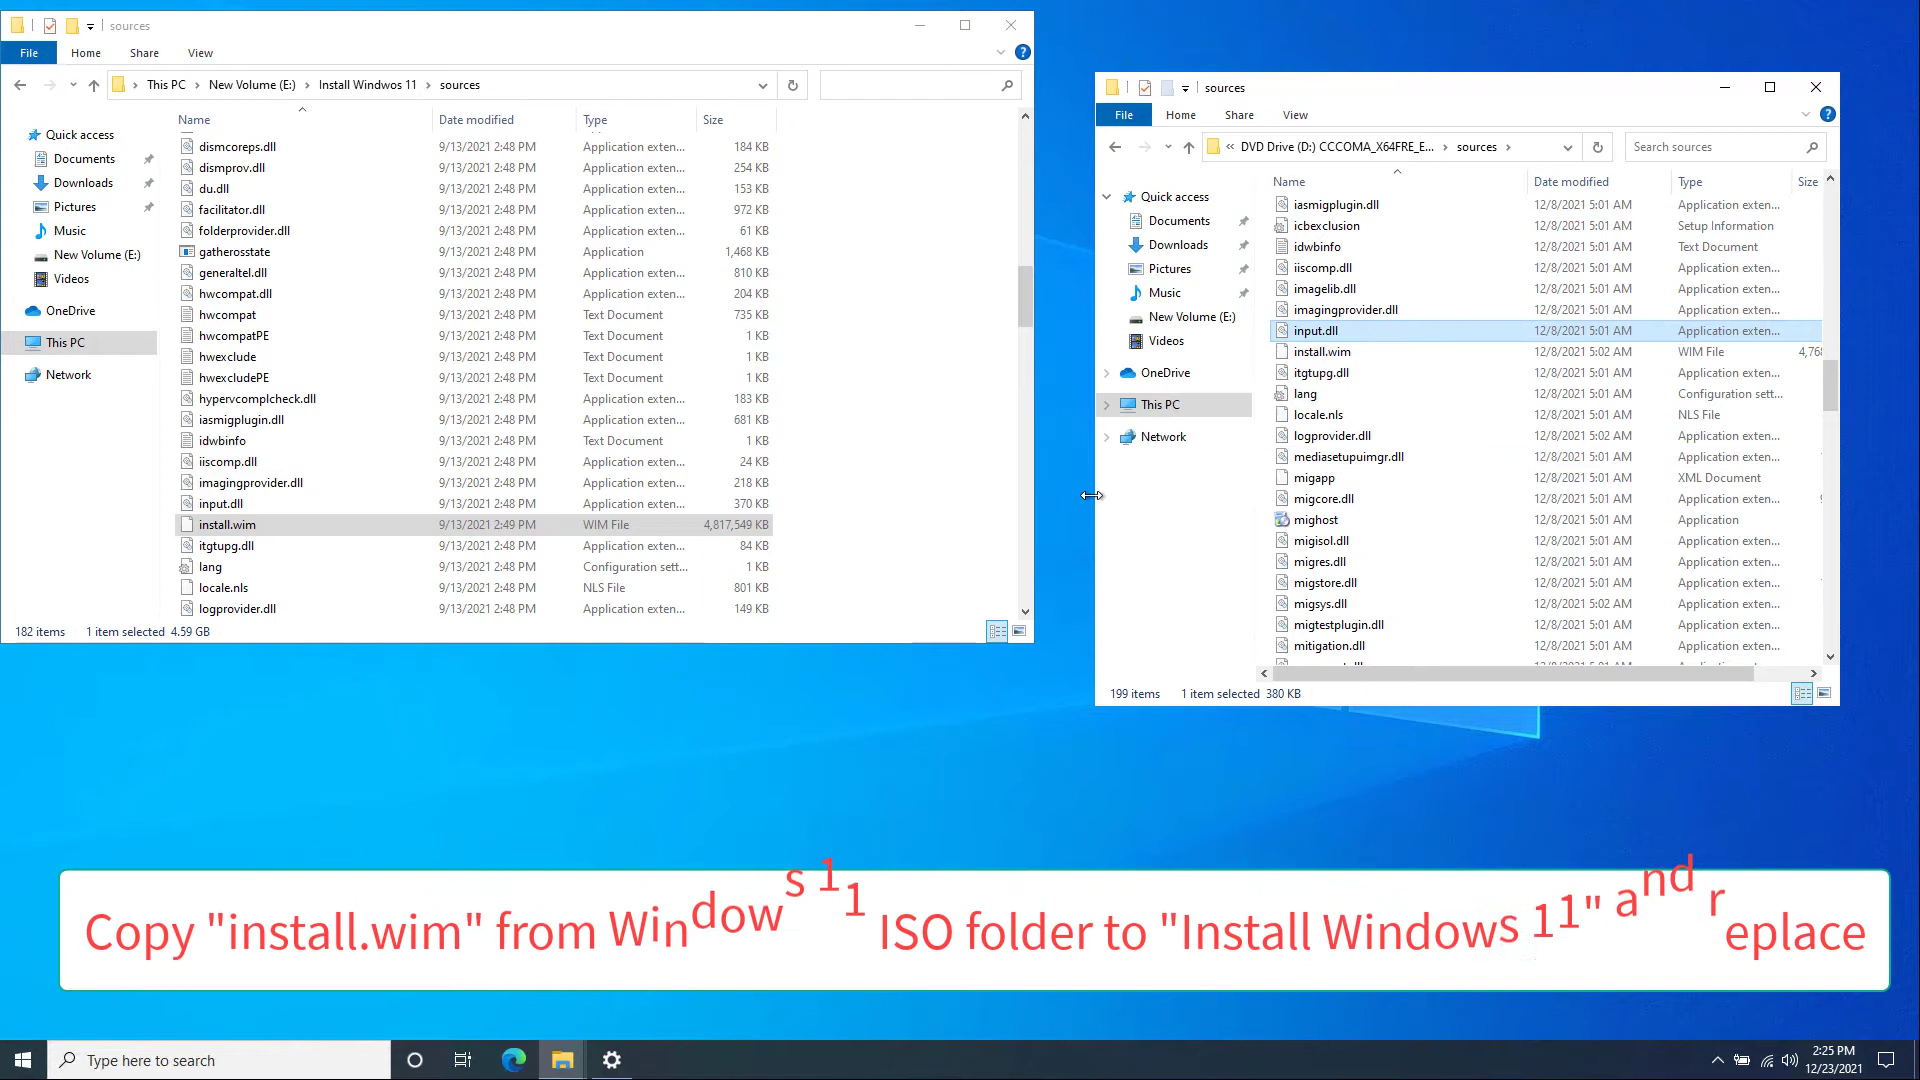 sources
File Home Share View
This PC > New Volume (E:) > Install Windwos 11 > sources
Name Date modified Type Size
Quick access
Documents
Downloads
Pictures
Music
New Volume (E:)
Videos
OneDrive
This PC
Network
dismcoreps.dll 9/13/2021 2:48 PM Application exten... 184 KB
dismprov.dll 9/13/2021 2:48 PM Application exten... 254 KB
du.dll 9/13/2021 2:48 PM Application exten... 153 KB
facilitator.dll 9/13/2021 2:48 PM Application exten... 972 KB
folderprovider.dll 9/13/2021 2:48 PM Application exten... 61 KB
gatherosstate 9/13/2021 2:48 PM Application 1,468 KB
generaltel.dll 9/13/2021 2:48 PM Application exten... 810 KB
hwcompat.dll 9/13/2021 2:48 PM Application exten... 204 KB
hwcompat 9/13/2021 2:48 PM Text Document 735 KB
hwcompatPE 9/13/2021 2:48 PM Text Document 1 KB
hwexclude 9/13/2021 2:48 PM Text Document 1 KB
hwexcludePE 9/13/2021 2:48 PM Text Document 1 KB
hypervcomplcheck.dll 9/13/2021 2:48 PM Application exten... 183 KB
iasmigplugin.dll 9/13/2021 2:48 PM Application exten... 681 KB
idwbinfo 9/13/2021 2:48 PM Text Document 1 KB
iiscomp.dll 9/13/2021 2:48 PM Application exten... 24 KB
imagingprovider.dll 9/13/2021 2:48 PM Application exten... 218 KB
input.dll 9/13/2021 2:48 PM Application exten... 370 KB
install.wim 9/13/2021 2:49 PM WIM File 4,817,549 KB
itgtupg.dll 9/13/2021 2:48 PM Application exten... 84 KB
lang 9/13/2021 2:48 PM Configuration sett... 1 KB
locale.nls 9/13/2021 2:48 PM NLS File 801 KB
logprovider.dll 9/13/2021 2:48 PM Application exten... 149 KB
182 items 1 item selected 4.59 GB
sources
File Home Share View
« DVD Drive (D:) CCCOMA_X64FRE_E... > sources >
Search sources
Name Date modified Type Size
Quick access
Documents
Downloads
Pictures
Music
New Volume (E:)
Videos
OneDrive
This PC
Network
iasmigplugin.dll 12/8/2021 5:01 AM Application exten...
icbexclusion 12/8/2021 5:01 AM Setup Information
idwbinfo 12/8/2021 5:01 AM Text Document
iiscomp.dll 12/8/2021 5:01 AM Application exten...
imagelib.dll 12/8/2021 5:01 AM Application exten...
imagingprovider.dll 12/8/2021 5:01 AM Application exten...
input.dll 12/8/2021 5:01 AM Application exten...
install.wim 12/8/2021 5:02 AM WIM File 4,768
itgtupg.dll 12/8/2021 5:01 AM Application exten...
lang 12/8/2021 5:01 AM Configuration sett...
locale.nls 12/8/2021 5:01 AM NLS File
logprovider.dll 12/8/2021 5:02 AM Application exten...
mediasetupuimgr.dll 12/8/2021 5:01 AM Application exten...
migapp 12/8/2021 5:01 AM XML Document
migcore.dll 12/8/2021 5:01 AM Application exten...
mighost 12/8/2021 5:01 AM Application
migisol.dll 12/8/2021 5:01 AM Application exten...
migres.dll 12/8/2021 5:01 AM Application exten...
migstore.dll 12/8/2021 5:01 AM Application exten...
migsys.dll 12/8/2021 5:02 AM Application exten...
migtestplugin.dll 12/8/2021 5:01 AM Application exten...
mitigation.dll 12/8/2021 5:01 AM Application exten...
199 items 1 item selected 380 KB
Copy "install.wim" from Windows 11 ISO folder to "Install Windows 11" and replace
Type here to search
2:25 PM
12/23/2021